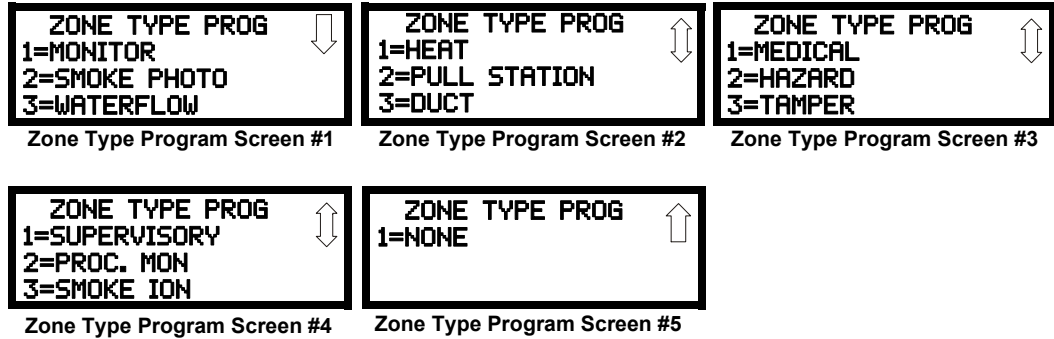 ZONE TYPE PROG
1=MONITOR
2=SMOKE PHOTO
3=WATERFLOW
Zone Type Program Screen #1
ZONE TYPE PROG
1=HEAT
2=PULL STATION
3=DUCT
Zone Type Program Screen #2
ZONE TYPE PROG
1=MEDICAL
2=HAZARD
3=TAMPER
Zone Type Program Screen #3
ZONE TYPE PROG
1=SUPERVISORY
2=PROC. MON
3=SMOKE ION
Zone Type Program Screen #4
ZONE TYPE PROG
1=NONE
Zone Type Program Screen #5